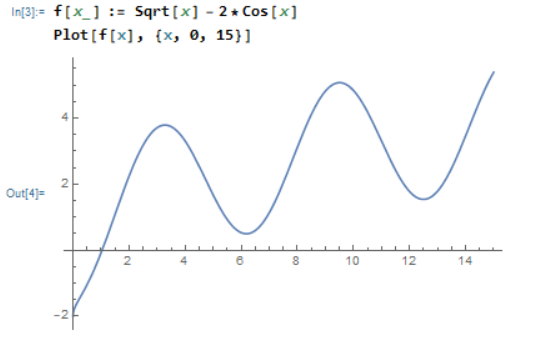 In[3]:= f[x_] := Sqrt[x] - 2*Cos[x]
Plot[f[x], {x, 0, 15}]
4
2
Out[4]=
2 4 6 8 10 12 14
-2